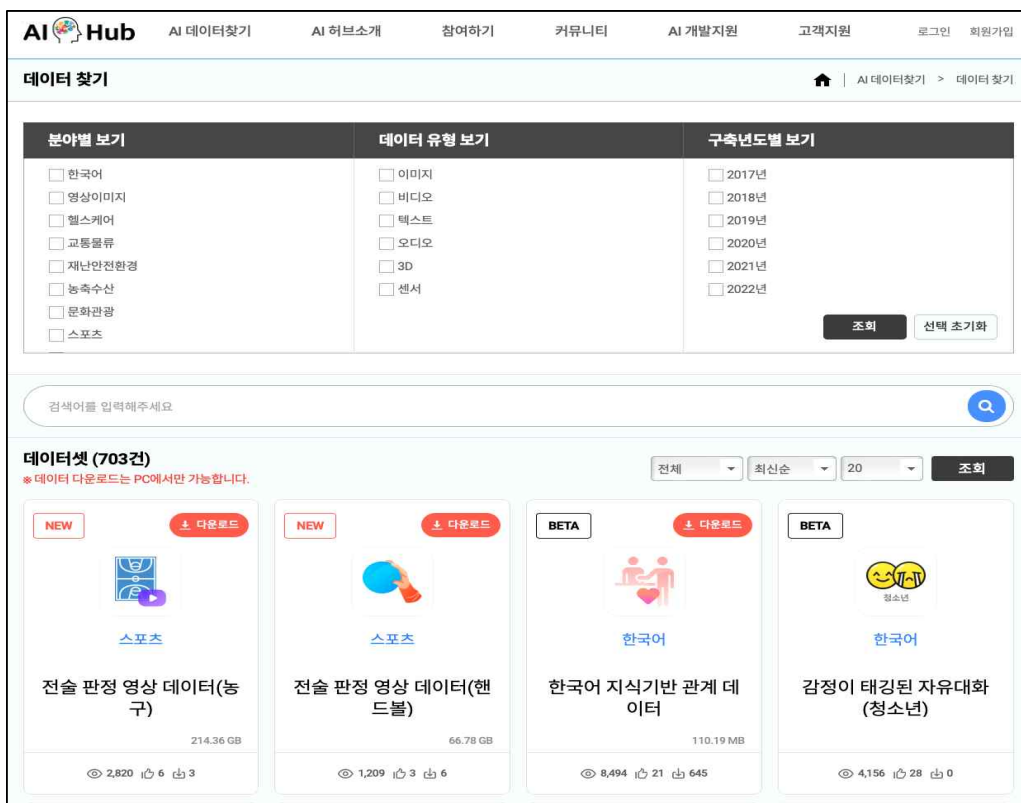 AI Hub AI 데이터찾기 AI 허브소개 참여하기 커뮤니티 AI 개발지원 고객지원 로그인 회원가입
데이터 찾기 AI 데이터찾기 > 데이터 찾기
분야별 보기 데이터 유형 보기 구축년도별 보기
한국어 이미지 2017년
영상이미지 비디오 2018년
헬스케어 텍스트 2019년
교통물류 오디오 2020년
재난안전환경 3D 2021년
농축수산 센서 2022년
문화관광
스포츠 조회 선택 초기화
검색어를 입력해주세요
데이터셋 (703건)
※ 데이터 다운로드는 PC에서만 가능합니다. 전체 최신순 20 조회
NEW 다운로드 NEW 다운로드 BETA 다운로드 BETA
청소년
스포츠 스포츠 한국어 한국어
전술 판정 영상 데이터(농 전술 판정 영상 데이터(핸 한국어 지식기반 관계 데 감정이 태깅된 자유대화
구) 드볼) 이터 (청소년)
214.36 GB 66.78 GB 110.19 MB
2,820 6 3 1,209 3 6 8,494 21 645 4,156 28 0